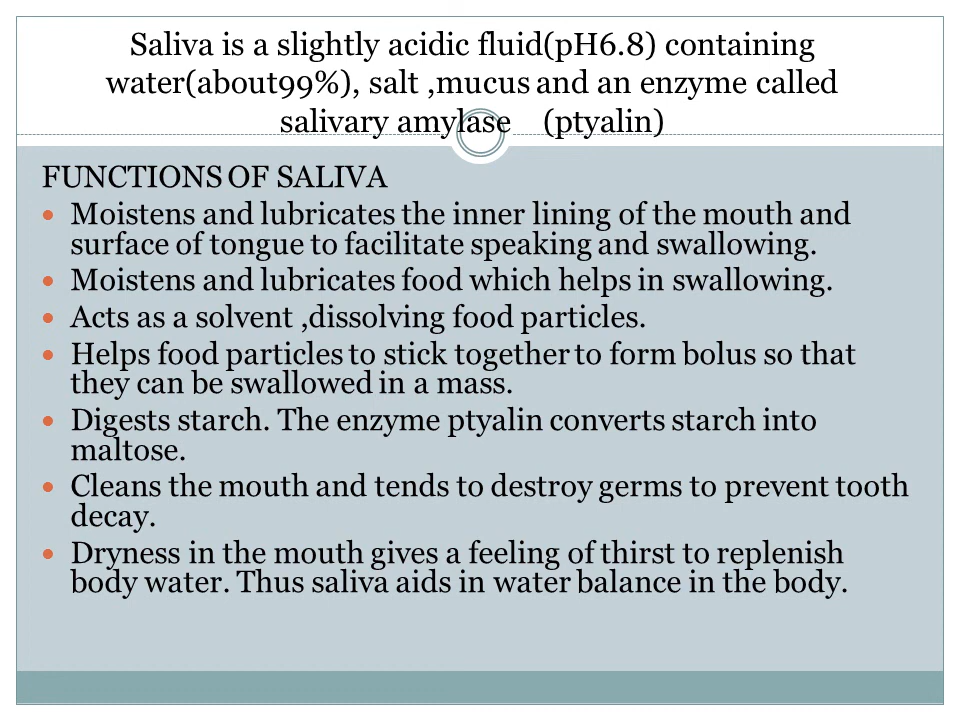 Saliva is a slightly acidic fluid(pH6.8) containing
water(about99%), salt ,mucus and an enzyme called
salivary amylase (ptyalin)
FUNCTIONS OF SALIVA
• Moistens and lubricates the inner lining of the mouth and
surface of tongue to facilitate speaking and swallowing.
• Moistens and lubricates food which helps in swallowing.
• Acts as a solvent ,dissolving food particles.
• Helps food particles to stick together to form bolus so that
they can be swallowed in a mass.
• Digests starch. The enzyme ptyalin converts starch into
maltose.
• Cleans the mouth and tends to destroy germs to prevent tooth
decay.
• Dryness in the mouth gives a feeling of thirst to replenish
body water. Thus saliva aids in water balance in the body.